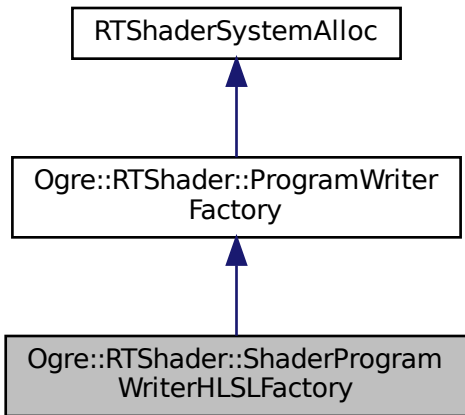 RTShaderSystemAlloc
Ogre::RTShader::ProgramWriter
Factory
Ogre::RTShader::ShaderProgram
WriterHLSLFactory